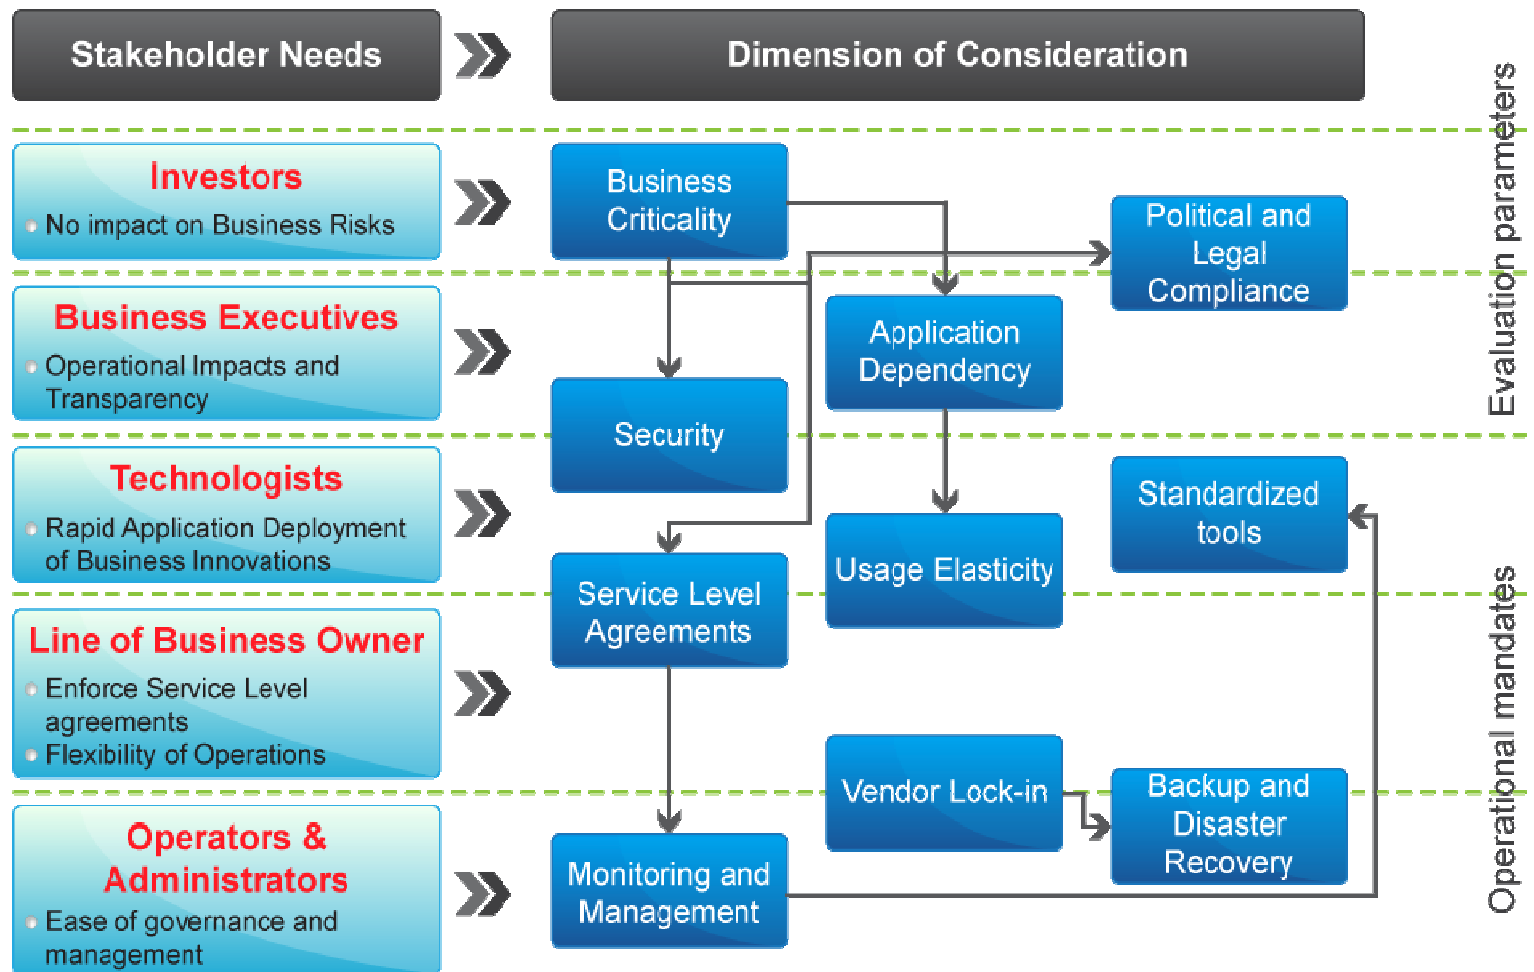 Stakeholder Needs
Dimension of Consideration
Investors
No impact on Business Risks
Business Executives
Operational Impacts and
Transparency
Technologists
Rapid Application Deployment
of Business Innovations
Line of Business Owner
Enforce Service Level
agreements
Flexibility of Operations
Operators &
Administrators
Ease of governance and
management
Business
Criticality
Political and
Legal
Compliance
Application
Dependency
Security
Standardized
tools
Usage Elasticity
Service Level
Agreements
Vendor Lock-in
Backup and
Disaster
Recovery
Monitoring and
Management
Evaluation parameters
Operational mandates